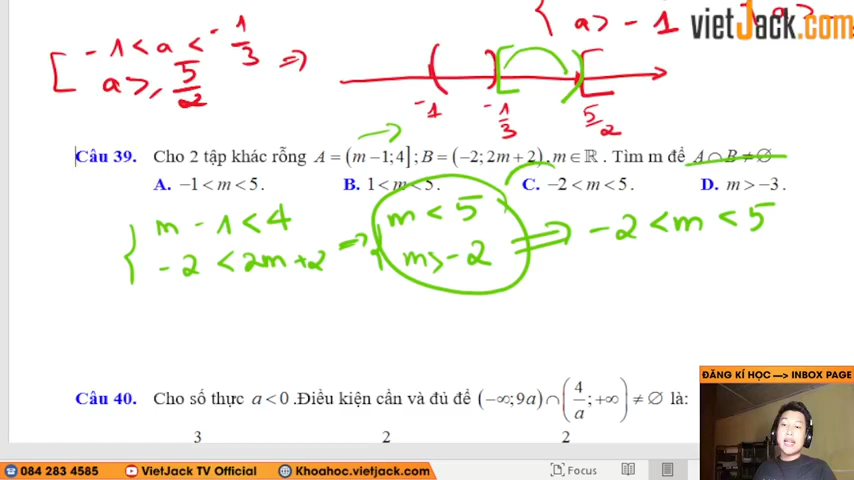 vietJack.com
a > - 1
[ -1 < a < -1/3
a ≥ 5/2 ⇒
-1
-1/3
5/2
Câu 39. Cho 2 tập khác rỗng A = (m−1;4] ; B = (−2;2m+2), m∈ℝ . Tìm m để A∩B ≠ ∅
A. −1 < m < 5 . B. 1 < m < 5 . C. −2 < m < 5 . D. m > −3 .
{ m - 1 < 4
- 2 < 2m + 2
⇒ { m < 5
m > -2
⇒ - 2 < m < 5
ĐĂNG KÍ HỌC —> INBOX PAGE
Câu 40. Cho số thực a < 0 .Điều kiện cần và đủ để (−∞;9a)∩(4/a;+∞) ≠ ∅ là:
3 2 2
084 283 4585 VietJack TV Official Khoahoc.vietjack.com Focus